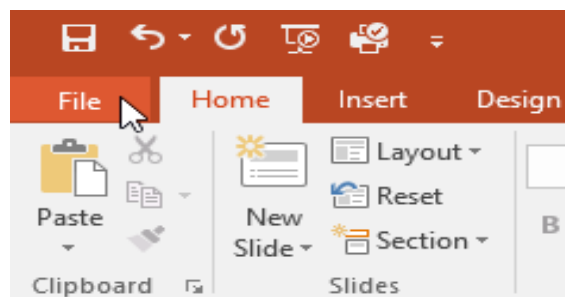 File Home Insert Design
Layout
Reset
Paste New
Slide Section
B
Clipboard Slides